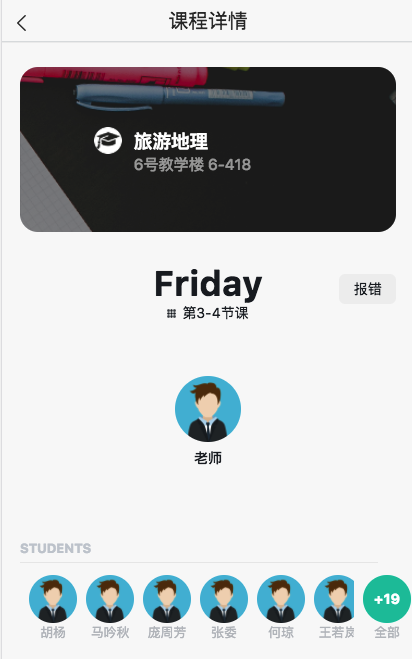 课程详情
旅游地理
6号教学楼 6-418
Friday
报错
第3-4节课
老师
STUDENTS
胡杨 马吟秋 庞周芳 张委 何琼 王若岚 +19 全部